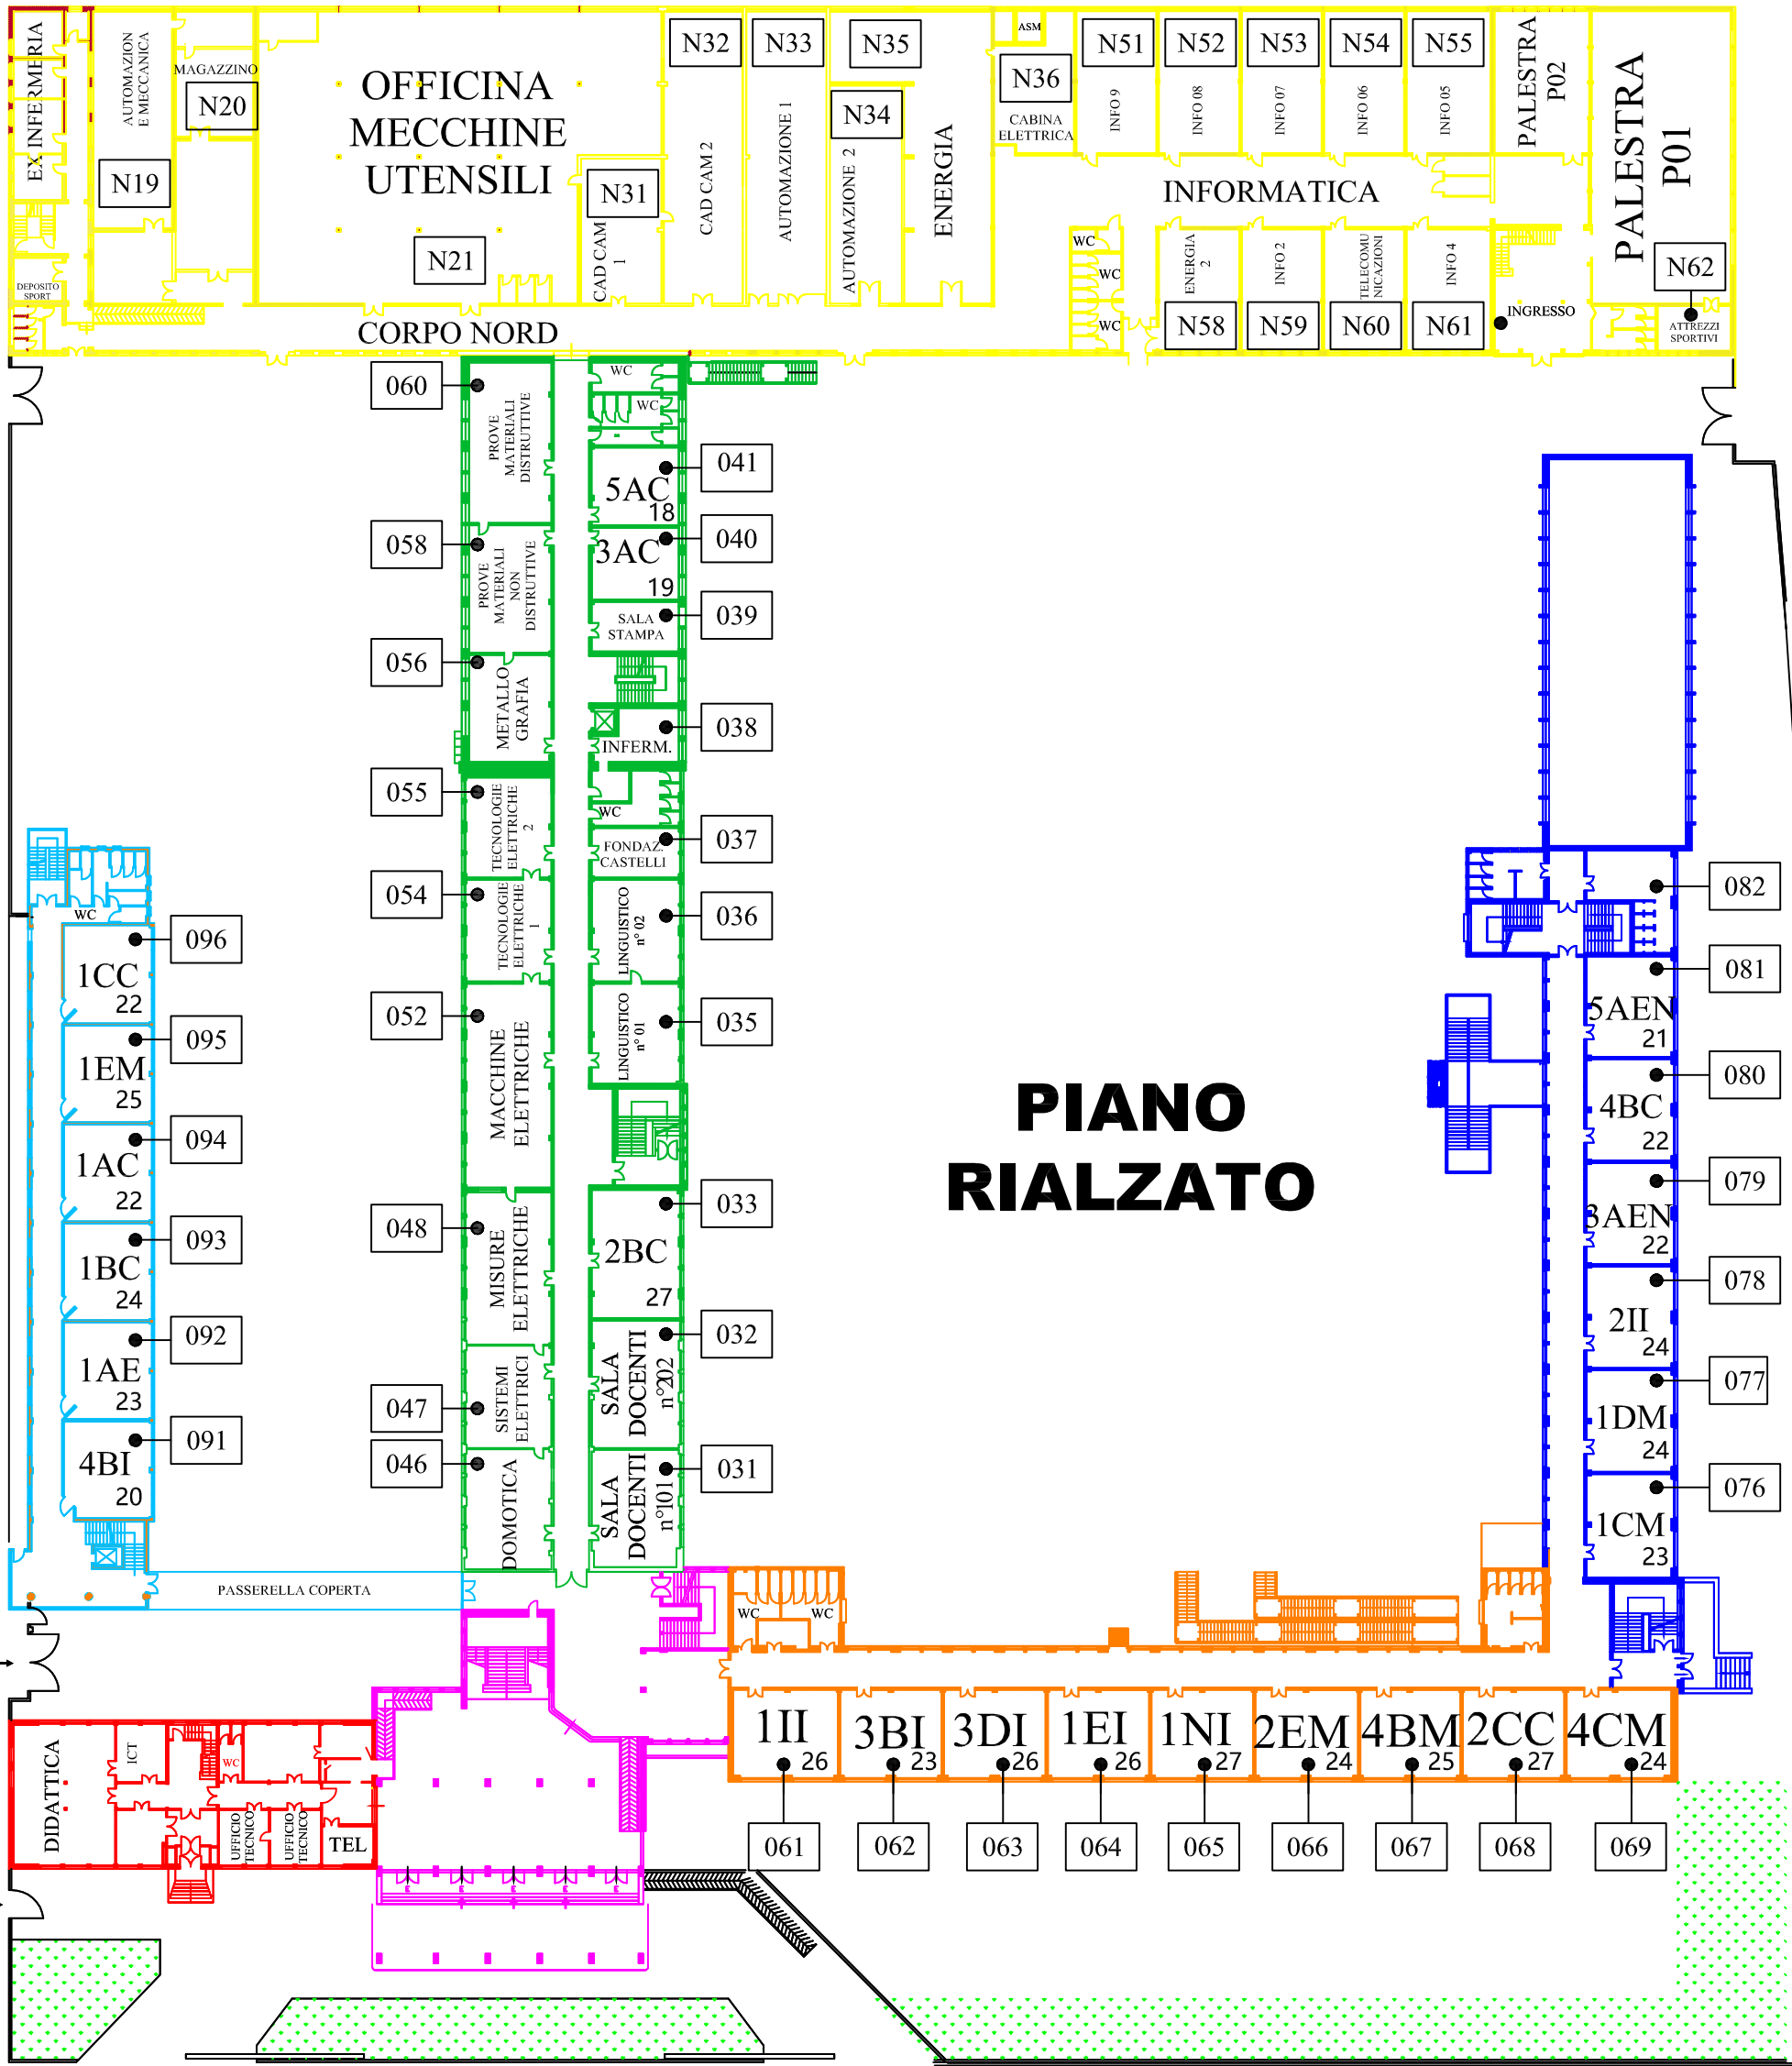 EX INFERMERIA
AUTOMAZION
E MECCANICA
N19
MAGAZZINO
N20
OFFICINA
MECCHINE
UTENSILI
N21
N31
CAD CAM
1
N32
CAD CAM 2
N33
AUTOMAZIONE 1
N35
N34
AUTOMAZIONE 2
ENERGIA
ASM
N36
CABINA
ELETTRICA
N51
INFO 9
N52
INFO 08
N53
INFO 07
N54
INFO 06
N55
INFO 05
PALESTRA
P02
PALESTRA
P01
INFORMATICA
WC
WC
WC
ENERGIA
2
N58
INFO 2
N59
TELECOMU
NICAZIONI
N60
INFO 4
N61
INGRESSO
N62
ATTREZZI
SPORTIVI
DEPOSITO
SPORT
CORPO NORD
060
PROVE
MATERIALI
DISTRUTTIVE
058
PROVE
MATERIALI
NON
DISTRUTTIVE
056
METALLO
GRAFIA
055
TECNOLOGIE
ELETTRICHE
2
054
TECNOLOGIE
ELETTRICHE
1
052
MACCHINE
ELETTRICHE
048
MISURE
ELETTRICHE
047
SISTEMI
ELETTRICI
046
DOMOTICA
WC
WC
041
5AC
18
040
3AC
19
039
SALA
STAMPA
038
INFERM.
WC
037
FONDAZ.
CASTELLI
036
LINGUISTICO
n° 02
035
LINGUISTICO
n° 01
033
2BC
27
032
SALA
DOCENTI
n°202
031
SALA
DOCENTI
n°101
WC
096
1CC
22
095
1EM
25
094
1AC
22
093
1BC
24
092
1AE
23
091
4BI
20
PASSERELLA COPERTA
PIANO
RIALZATO
082
081
5AEN
21
080
4BC
22
079
3AEN
22
078
2II
24
077
1DM
24
076
1CM
23
WC
WC
1II
26
061
3BI
23
062
3DI
26
063
1EI
26
064
1NI
27
065
2EM
24
066
4BM
25
067
2CC
27
068
4CM
24
069
DIDATTICA
ICT
WC
UFFICIO
TECNICO
UFFICIO
TECNICO
TEL